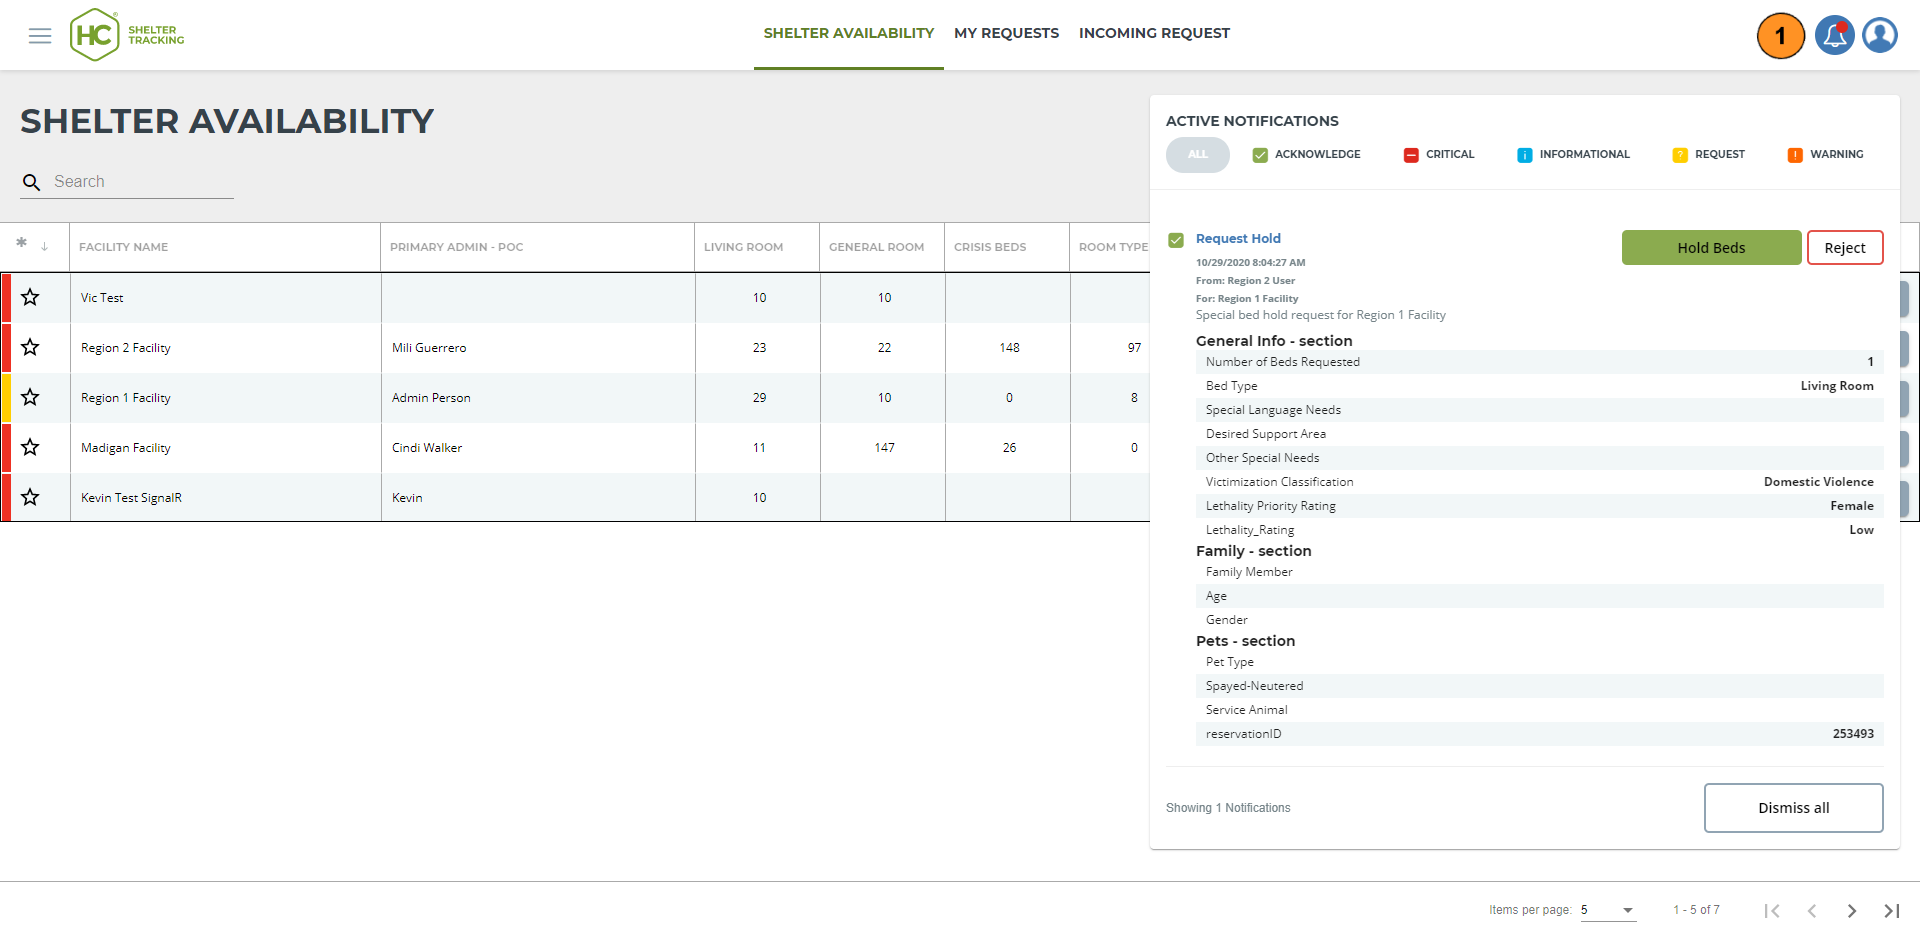 HC®
SHELTER
TRACKING
SHELTER AVAILABILITY
MY REQUESTS
INCOMING REQUEST
1
SHELTER AVAILABILITY
Search
* ↓ FACILITY NAME PRIMARY ADMIN - POC LIVING ROOM GENERAL ROOM CRISIS BEDS ROOM TYPE
Vic Test 10 10
Region 2 Facility Mili Guerrero 23 22 148 97
Region 1 Facility Admin Person 29 10 0 8
Madigan Facility Cindi Walker 11 147 26 0
Kevin Test SignalR Kevin 10
ACTIVE NOTIFICATIONS
ALL ACKNOWLEDGE CRITICAL INFORMATIONAL REQUEST WARNING
Request Hold
Hold Beds Reject
10/29/2020 8:04:27 AM
From: Region 2 User
For: Region 1 Facility
Special bed hold request for Region 1 Facility
General Info - section
Number of Beds Requested 1
Bed Type Living Room
Special Language Needs
Desired Support Area
Other Special Needs
Victimization Classification Domestic Violence
Lethality Priority Rating Female
Lethality_Rating Low
Family - section
Family Member
Age
Gender
Pets - section
Pet Type
Spayed-Neutered
Service Animal
reservationID 253493
Showing 1 Notifications
Dismiss all
Items per page: 5 1 - 5 of 7